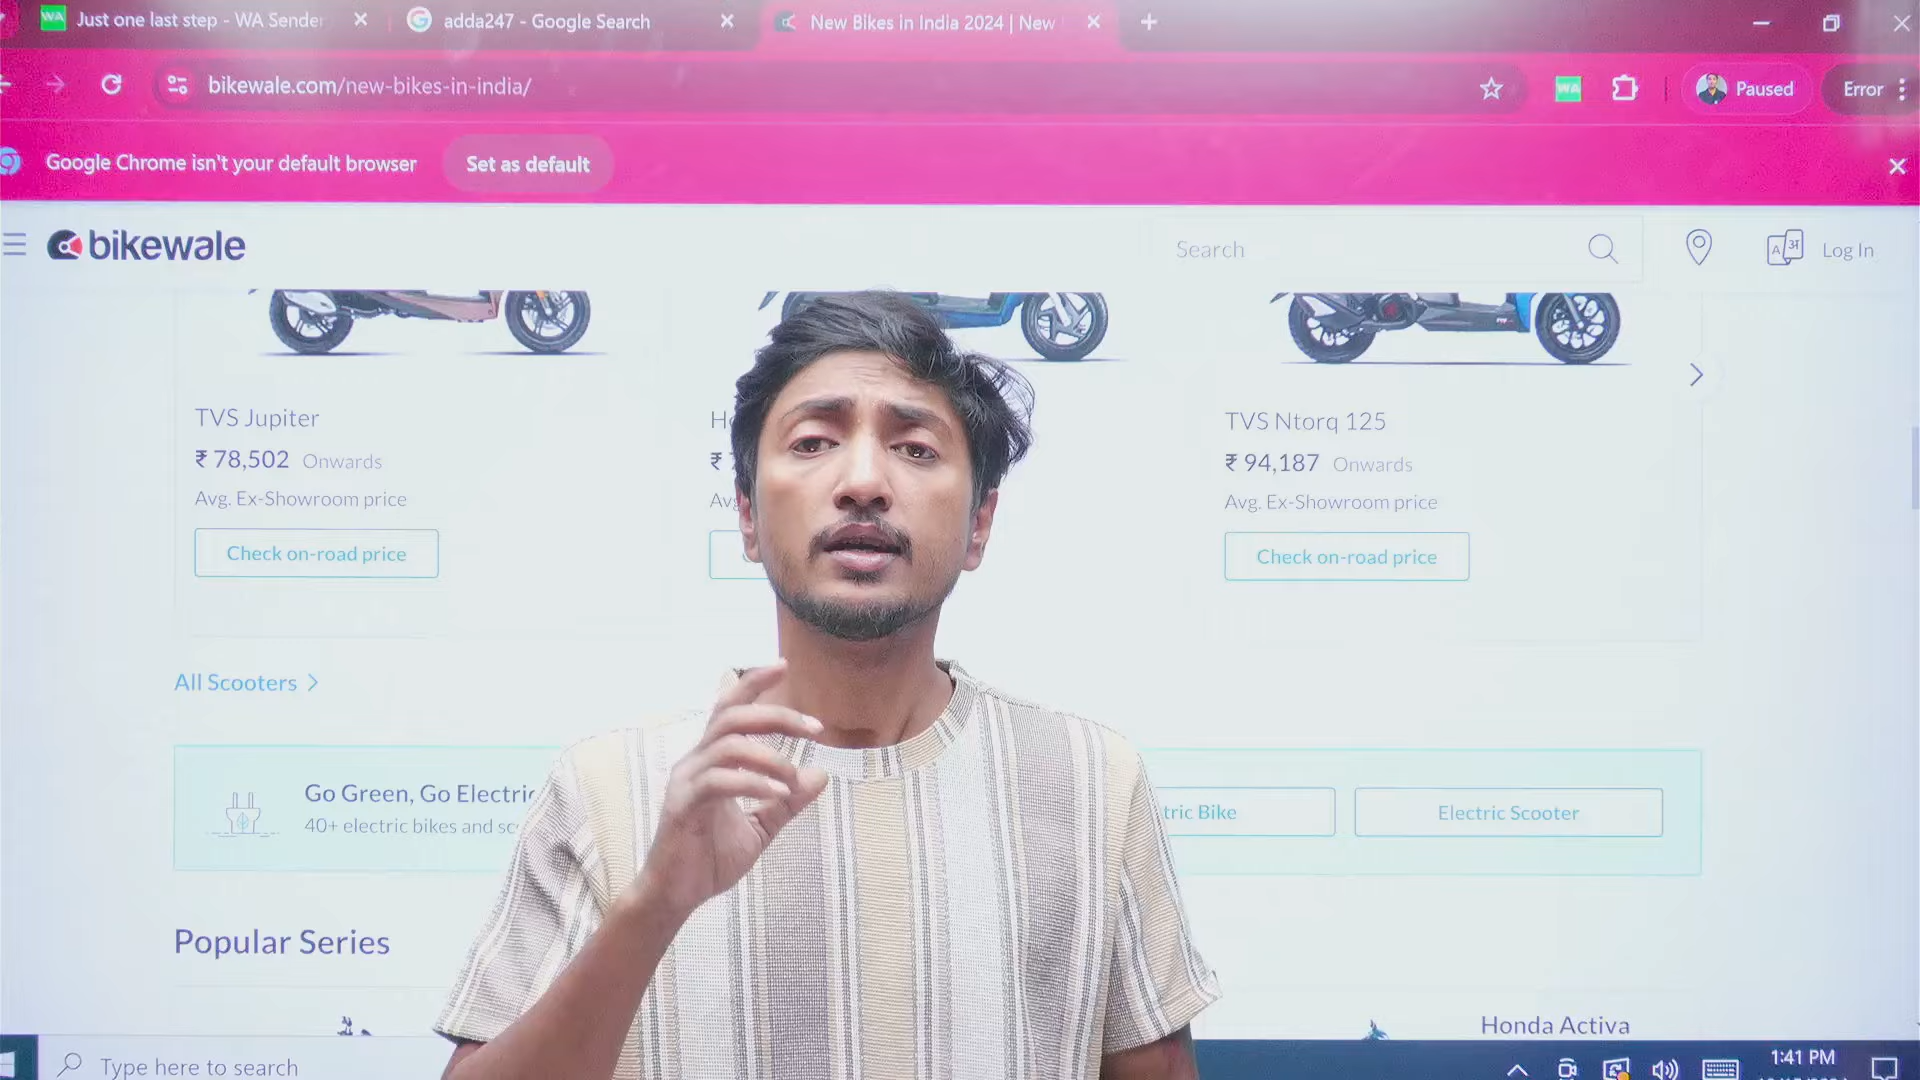 Just one last step - WA Sender
adda247 - Google Search
New Bikes in India 2024 | New
bikewale.com/new-bikes-in-india/
WA
Paused
Error
Google Chrome isn't your default browser
Set as default
bikewale
Search
Log In
TVS Jupiter
₹ 78,502 Onwards
Avg. Ex-Showroom price
Check on-road price
TVS Ntorq 125
₹ 94,187 Onwards
Avg. Ex-Showroom price
Check on-road price
All Scooters
Go Green, Go Electric
40+ electric bikes and
Bike
Electric Scooter
Popular Series
Honda Activa
Type here to search
1:41 PM